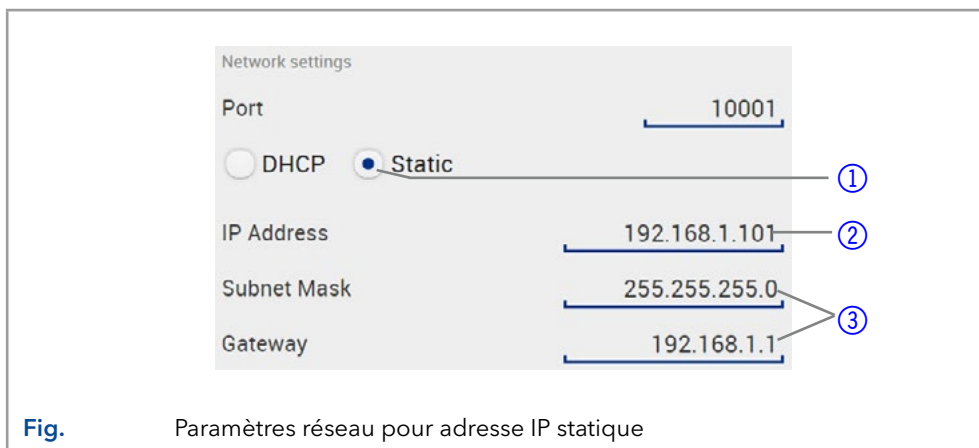 Network settings
Port 10001
DHCP Static
①
IP Address 192.168.1.101
②
Subnet Mask 255.255.255.0
③
Gateway 192.168.1.1
Fig. Paramètres réseau pour adresse IP statique